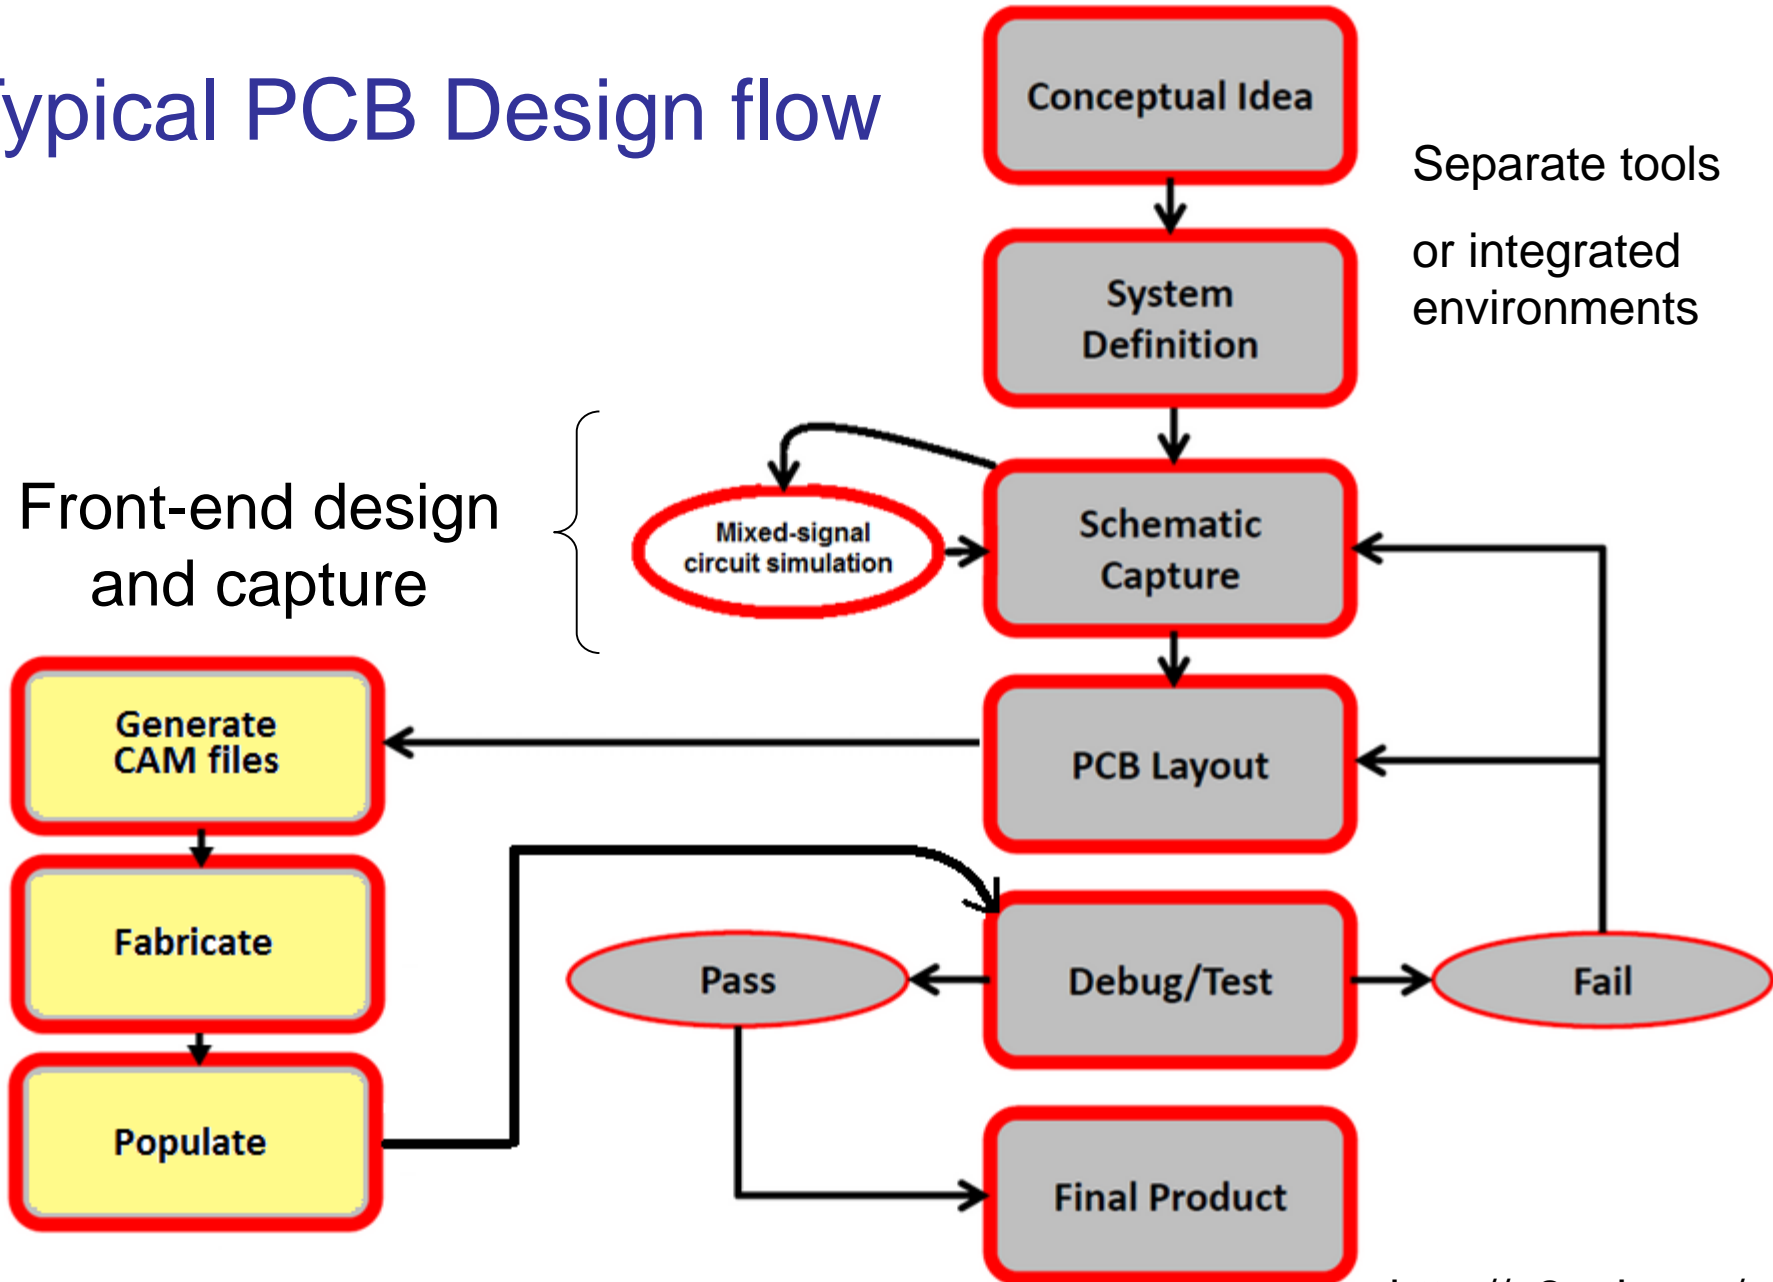 ypical PCB Design flow
Conceptual Idea
Separate tools
or integrated
environments
System
Definition
Front-end design
and capture
Mixed-signal
circuit simulation
Schematic
Capture
Generate
CAM files
PCB Layout
Fabricate
Pass
Debug/Test
Fail
Populate
Final Product